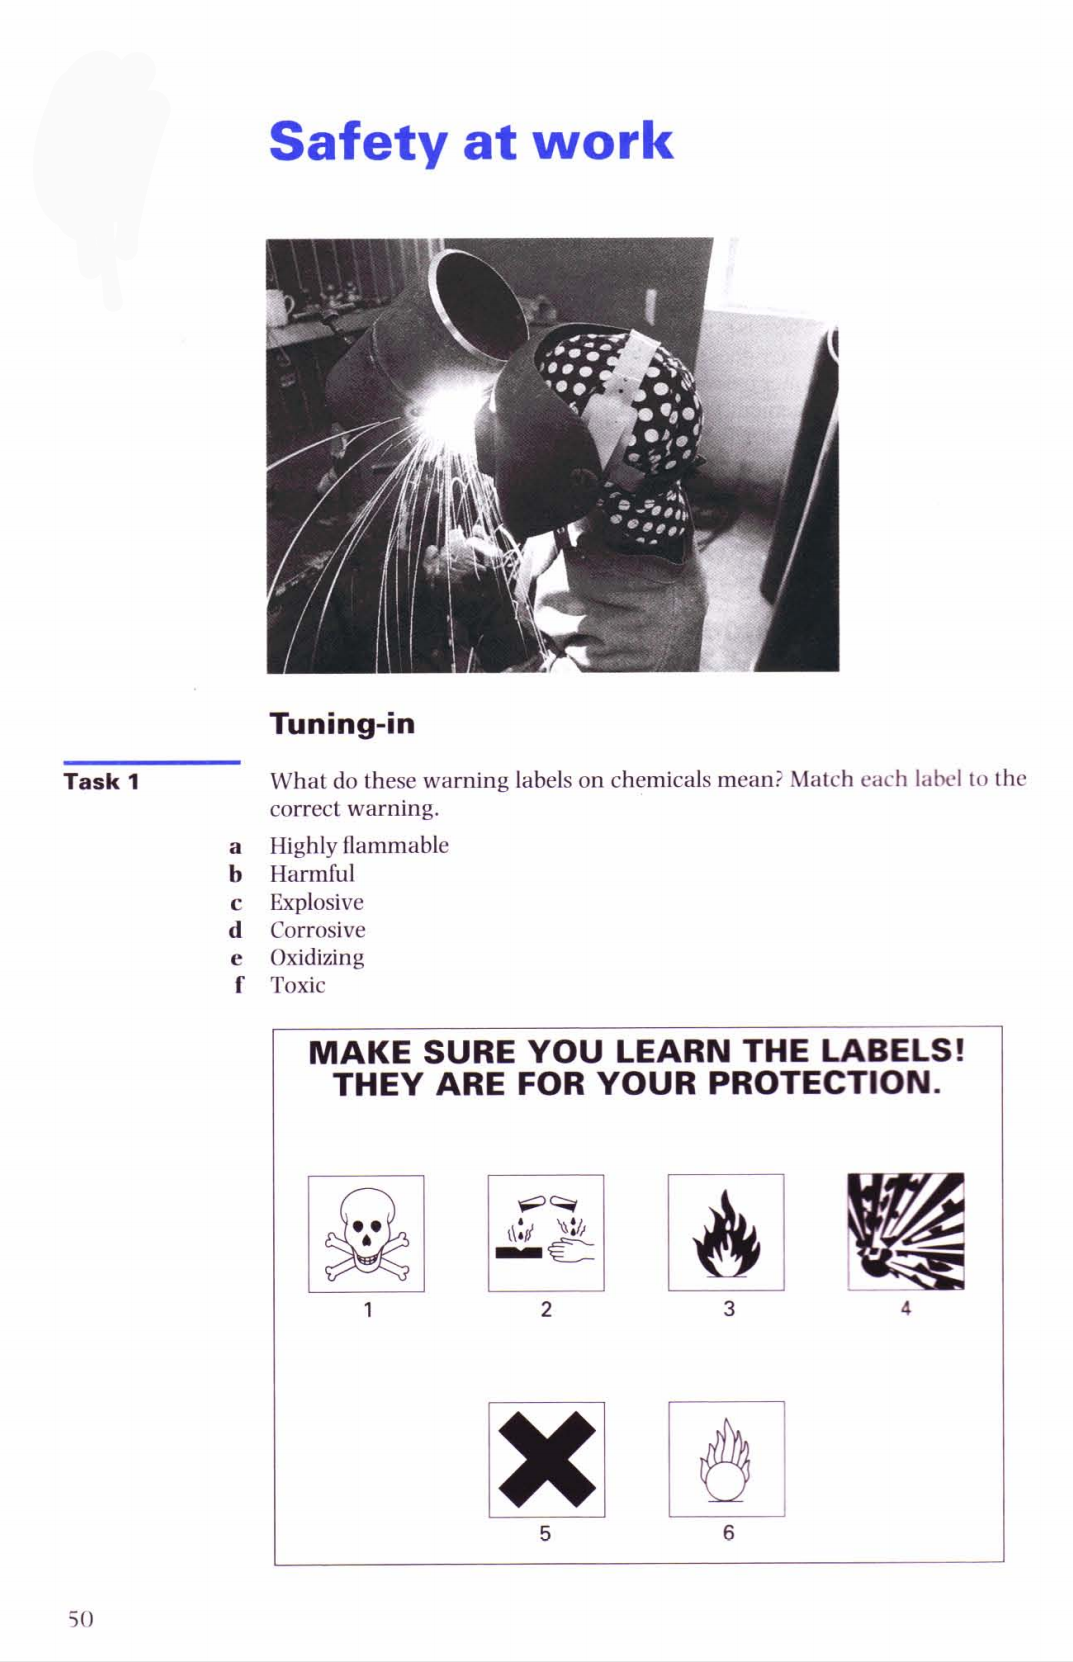 Safety at work
Tuning-in
Task 1
What do these warning labels on chemicals mean? Match each label to the
correct warning.
a Highly flammable
b Harmful
c Explosive
d Corrosive
e Oxidizing
f Toxic
MAKE SURE YOU LEARN THE LABELS!
THEY ARE FOR YOUR PROTECTION.
1 2 3 4
5 6
50